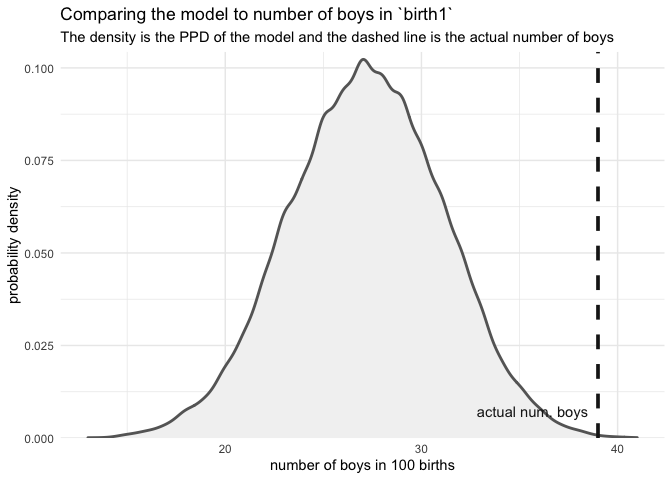 Comparing the model to number of boys in `birth1`
The density is the PPD of the model and the dashed line is the actual number of boys
0.100
0.075
0.050
0.025
0.000
probability density
actual num. boys
20
30
40
number of boys in 100 births